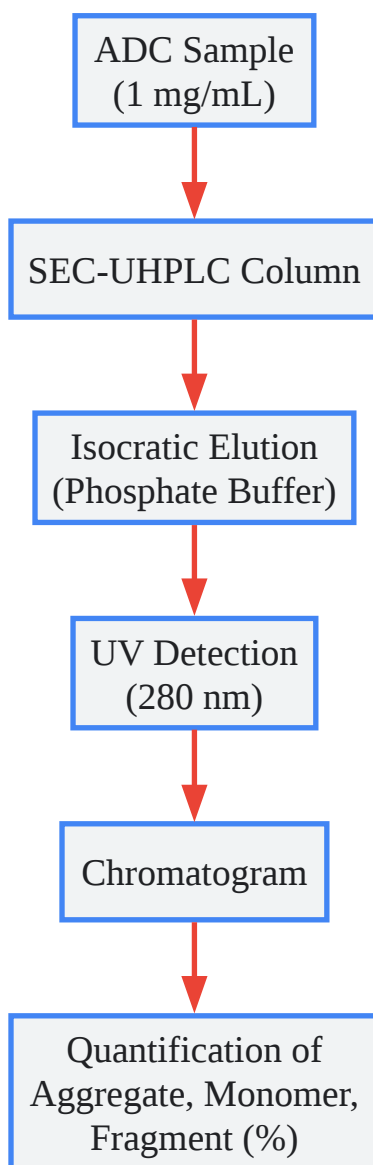 ADC Sample
(1 mg/mL)
SEC-UHPLC Column
Isocratic Elution
(Phosphate Buffer)
UV Detection
(280 nm)
Chromatogram
Quantification of
Aggregate, Monomer,
Fragment (%)